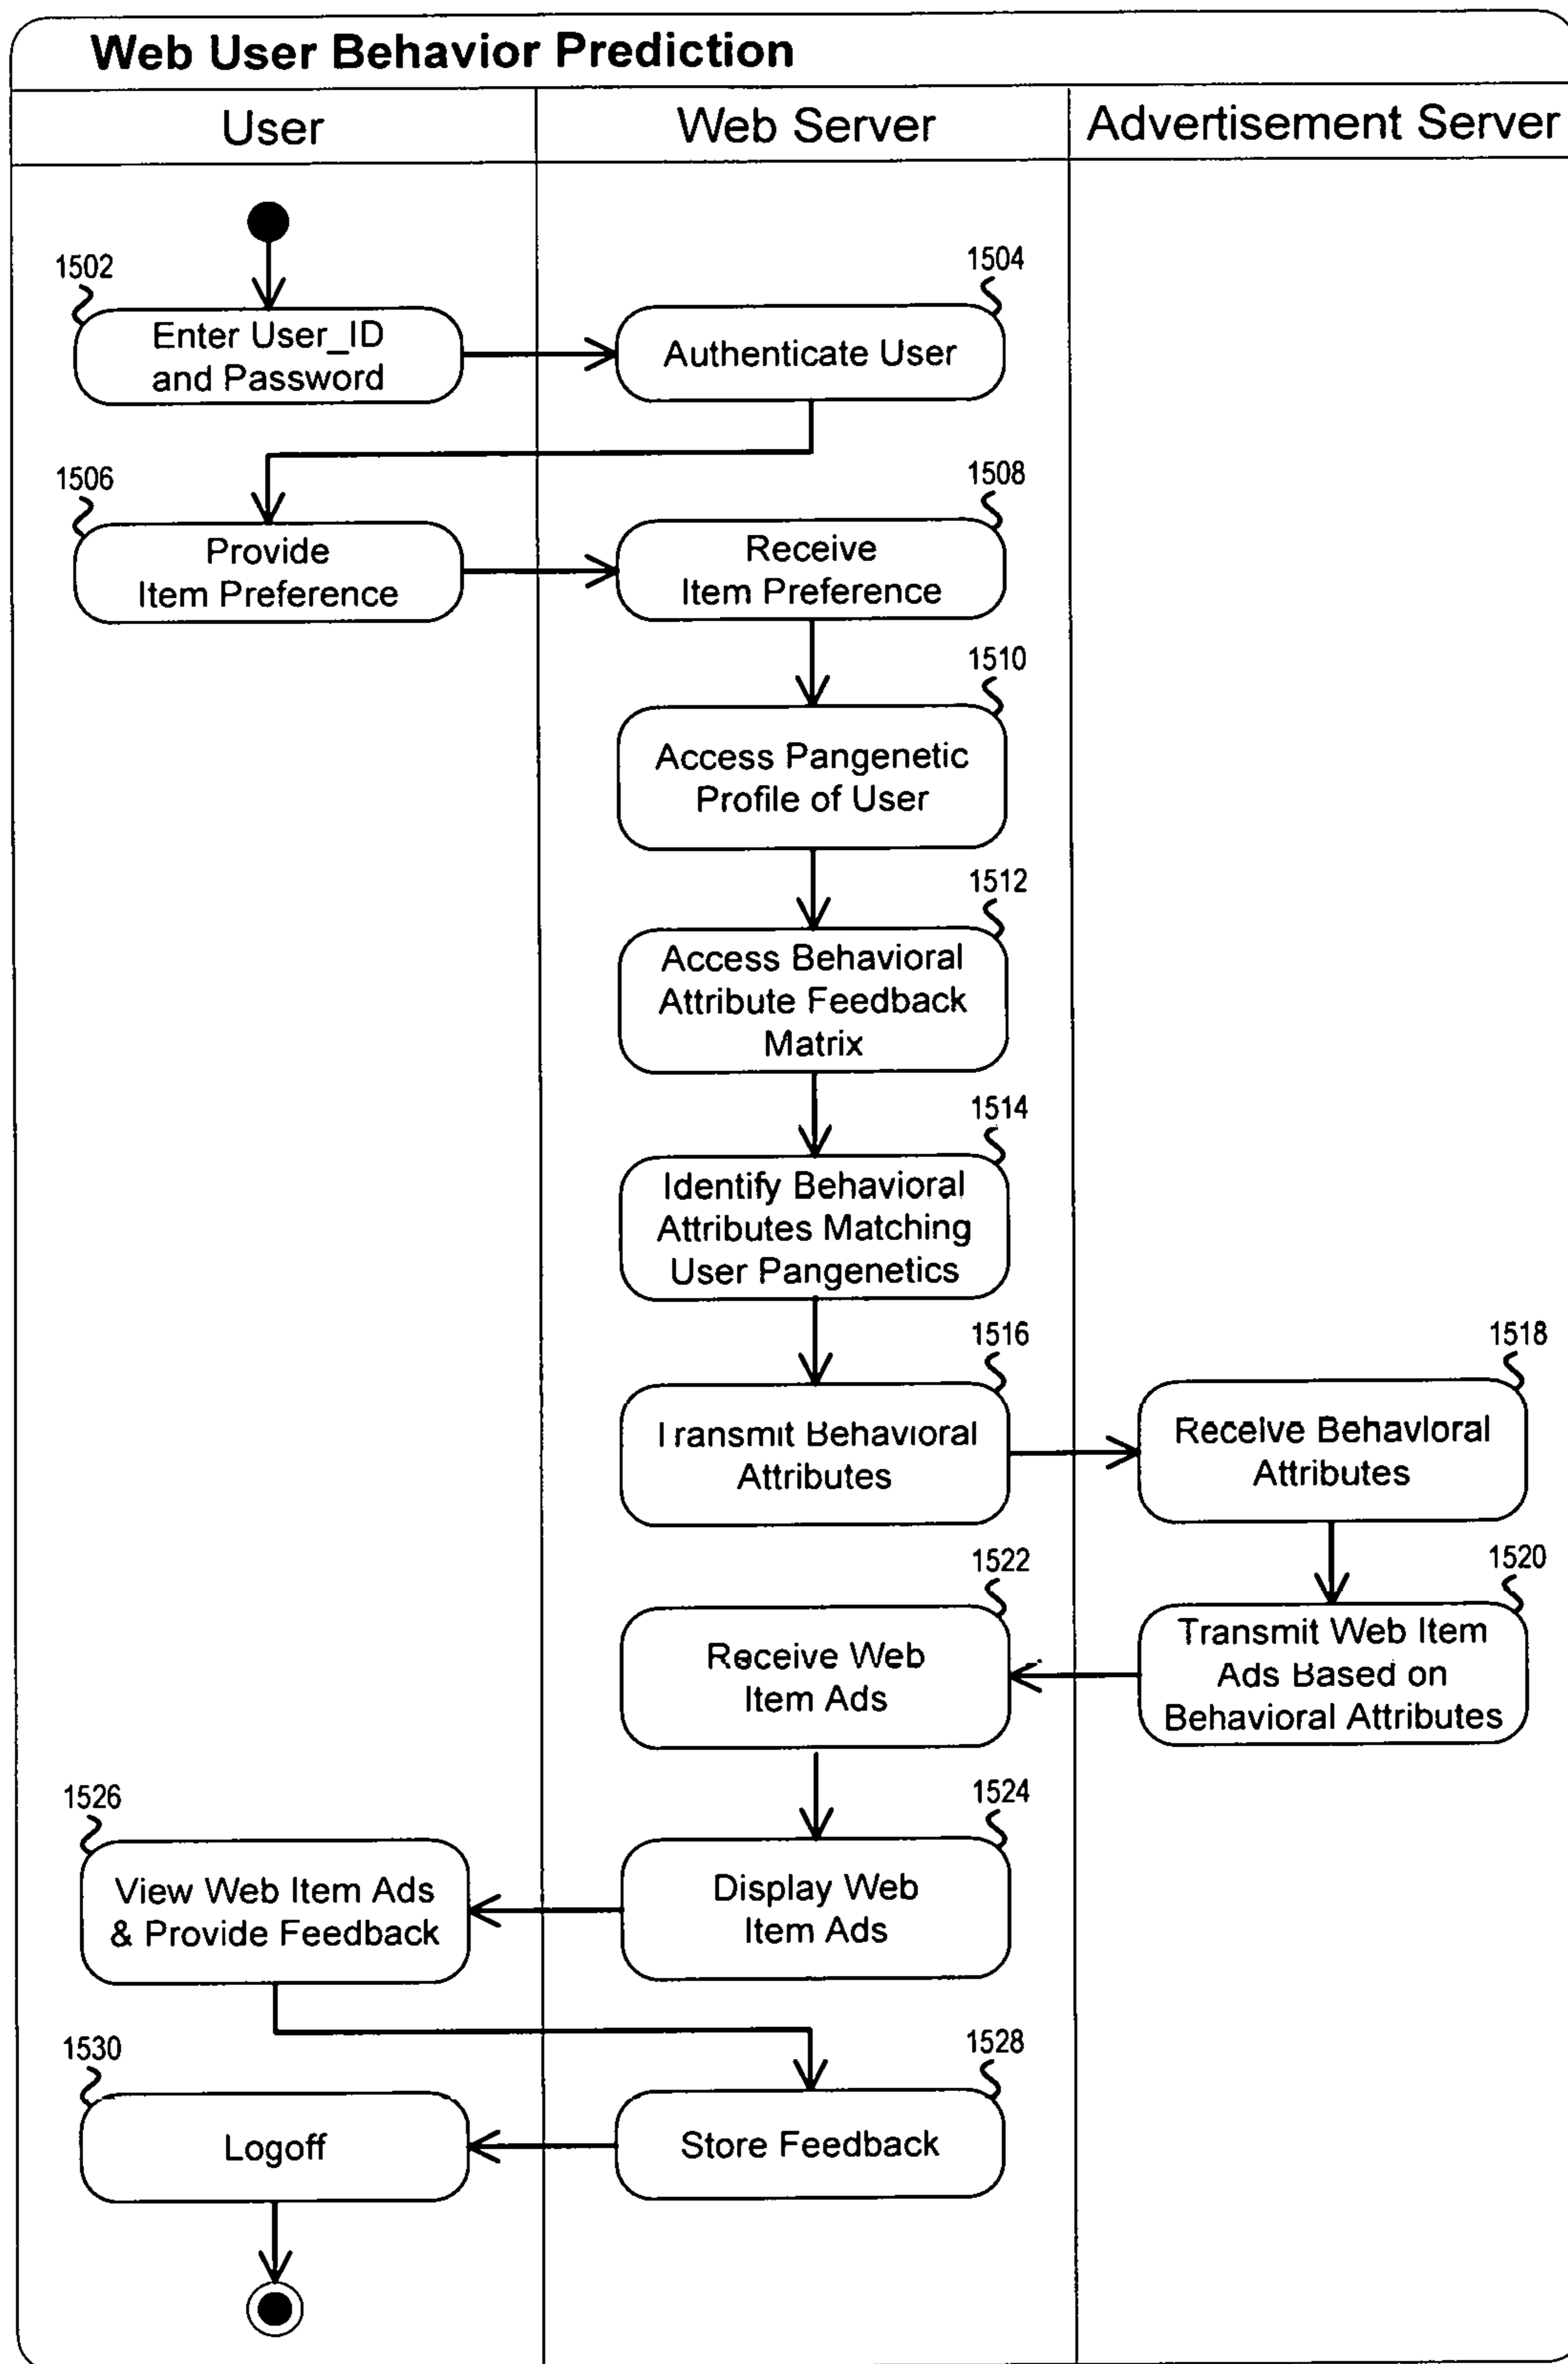 Web User Behavior Prediction
User
Web Server
Advertisement Server
1502
Enter User_ID
and Password
1504
Authenticate User
1506
Provide
Item Preference
1508
Receive
Item Preference
1510
Access Pangenetic
Profile of User
1512
Access Behavioral
Attribute Feedback
Matrix
1514
Identify Behavioral
Attributes Matching
User Pangenetics
1516
Transmit Behavioral
Attributes
1518
Receive Behavioral
Attributes
1520
Transmit Web Item
Ads Based on
Behavioral Attributes
1522
Receive Web
Item Ads
1524
Display Web
Item Ads
1526
View Web Item Ads
& Provide Feedback
1528
Store Feedback
1530
Logoff